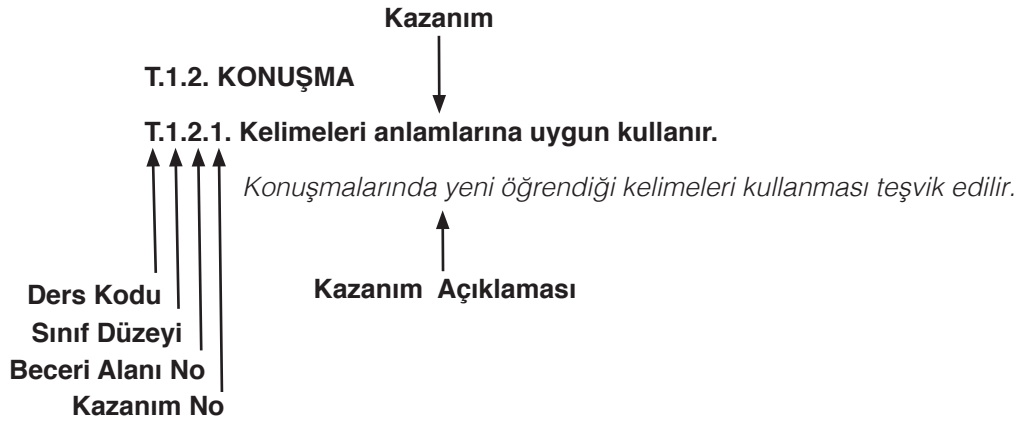 Kazanım
T.1.2. KONUŞMA
T.1.2.1. Kelimeleri anlamlarına uygun kullanır.
Konuşmalarında yeni öğrendiği kelimeleri kullanması teşvik edilir.
Ders Kodu
Kazanım Açıklaması
Sınıf Düzeyi
Beceri Alanı No
Kazanım No